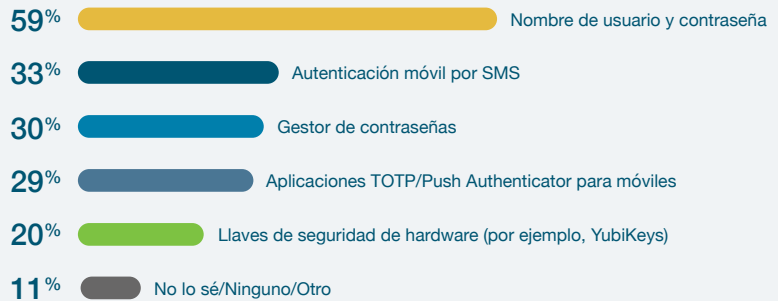 59% Nombre de usuario y contraseña
33% Autenticación móvil por SMS
30% Gestor de contraseñas
29% Aplicaciones TOTP/Push Authenticator para móviles
20% Llaves de seguridad de hardware (por ejemplo, YubiKeys)
11% No lo sé/Ninguno/Otro